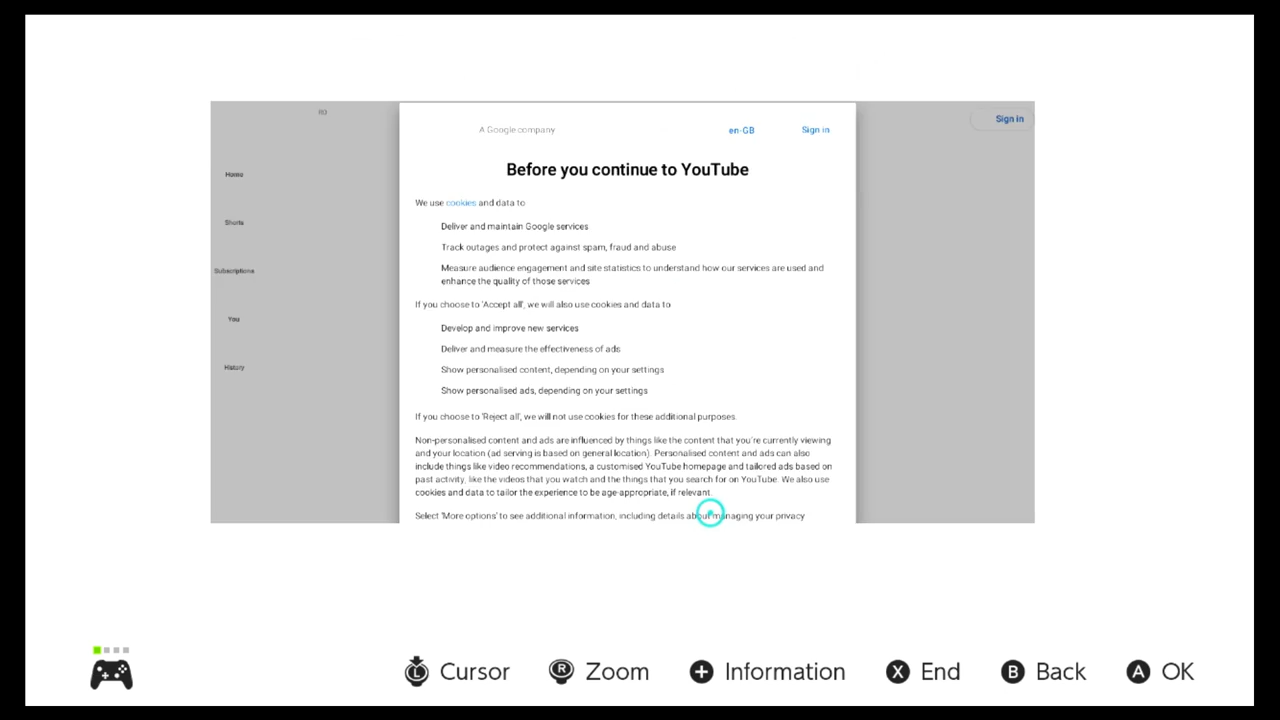 RO
Sign in
A Google company
en-GB
Sign in
Before you continue to YouTube
Home
Shorts
Subscriptions
You
History
We use cookies and data to
Deliver and maintain Google services
Track outages and protect against spam, fraud and abuse
Measure audience engagement and site statistics to understand how our services are used and
enhance the quality of those services
If you choose to 'Accept all', we will also use cookies and data to
Develop and improve new services
Deliver and measure the effectiveness of ads
Show personalised content, depending on your settings
Show personalised ads, depending on your settings
If you choose to 'Reject all', we will not use cookies for these additional purposes.
Non-personalised content and ads are influenced by things like the content that you're currently viewing
and your location (ad serving is based on general location). Personalised content and ads can also
include things like video recommendations, a customised YouTube homepage and tailored ads based on
past activity, like the videos that you watch and the things that you search for on YouTube. We also use
cookies and data to tailor the experience to be age-appropriate, if relevant.
Select 'More options' to see additional information, including details about managing your privacy
L Cursor
R Zoom
+ Information
X End
B Back
A OK